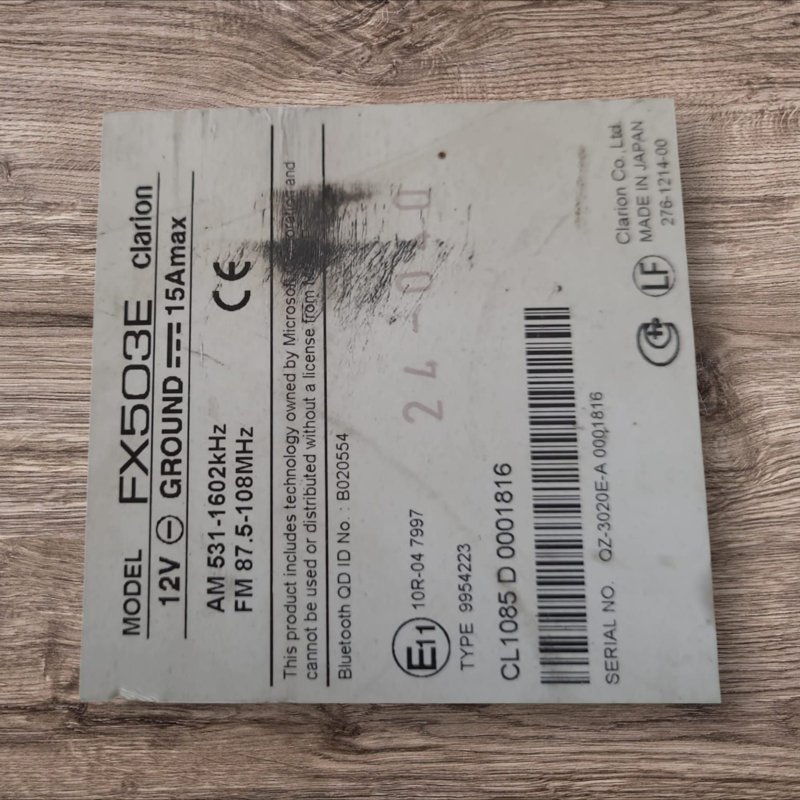 MODEL FX503E clarion
12V ⊖ GROUND ⎓ 15Amax
AM 531-1602kHz
FM 87.5-108MHz
CE
This product includes technology owned by Microsoft and
cannot be used or distributed without a license from
Bluetooth QD ID No. : B020554
24-0
E11 10R-04 7997
TYPE 9954223
CL1085 D 0001816
SERIAL NO. QZ-3020E-A 0001816
LF
Clarion Co., Ltd.
MADE IN JAPAN
276-1214-00